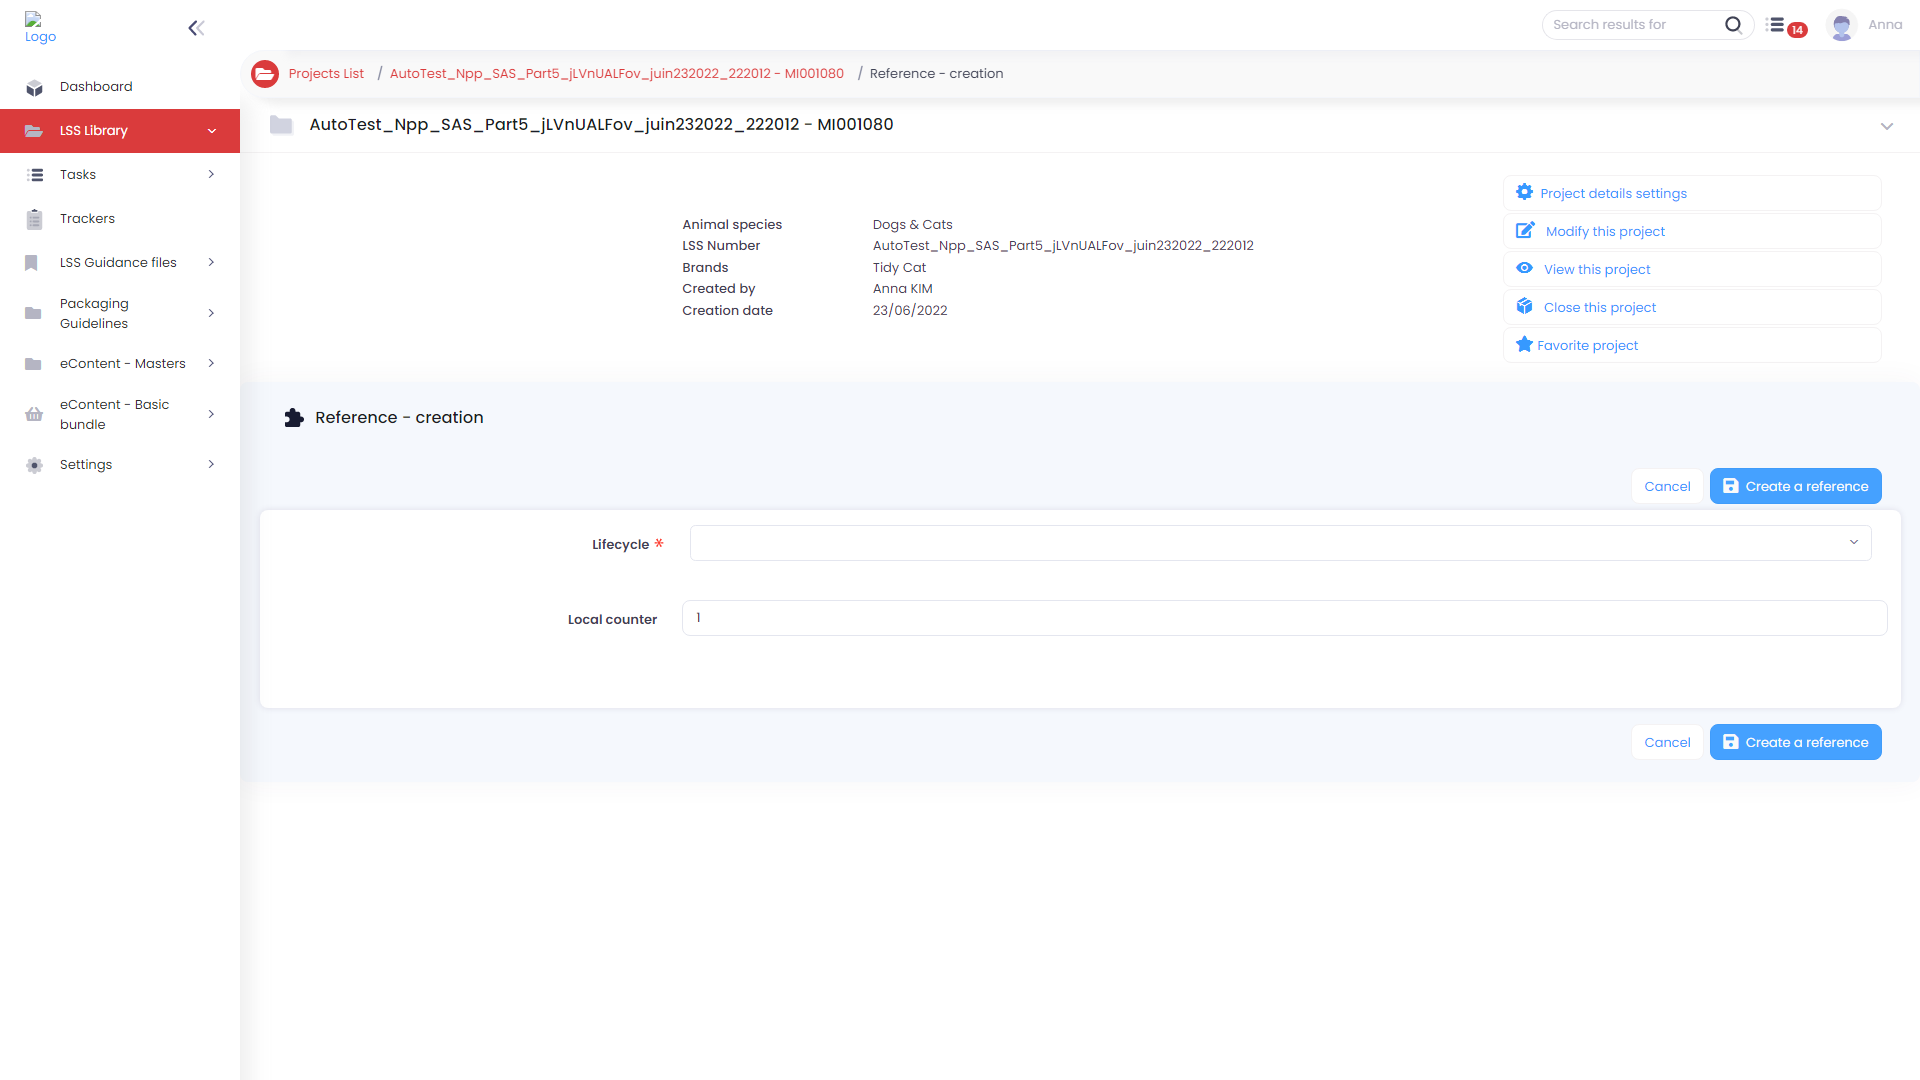 Logo
Search results for
14
Anna
Dashboard
LSS Library
Tasks
Trackers
LSS Guidance files
Packaging
Guidelines
eContent - Masters
eContent - Basic
bundle
Settings
Projects List / AutoTest_Npp_SAS_Part5_jLVnUALFov_juin232022_222012 - MI001080 / Reference - creation
AutoTest_Npp_SAS_Part5_jLVnUALFov_juin232022_222012 - MI001080
Animal species Dogs & Cats
LSS Number AutoTest_Npp_SAS_Part5_jLVnUALFov_juin232022_222012
Brands Tidy Cat
Created by Anna KIM
Creation date 23/06/2022
Project details settings
Modify this project
View this project
Close this project
Favorite project
Reference - creation
Cancel Create a reference
Lifecycle *
Local counter 1
Cancel Create a reference